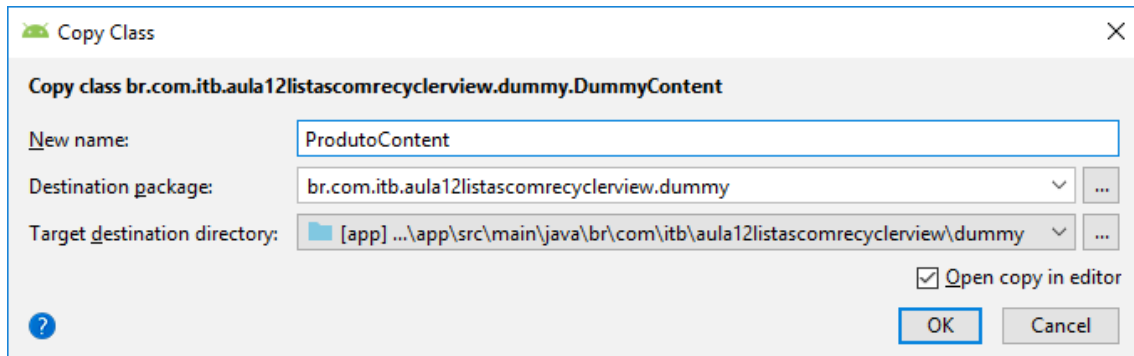 Copy Class
Copy class br.com.itb.aula12listascomrecyclerview.dummy.DummyContent
New name: ProdutoContent
Destination package: br.com.itb.aula12listascomrecyclerview.dummy ...
Target destination directory: [app] ...\app\src\main\java\br\com\itb\aula12listascomrecyclerview\dummy ...
Open copy in editor
? OK Cancel